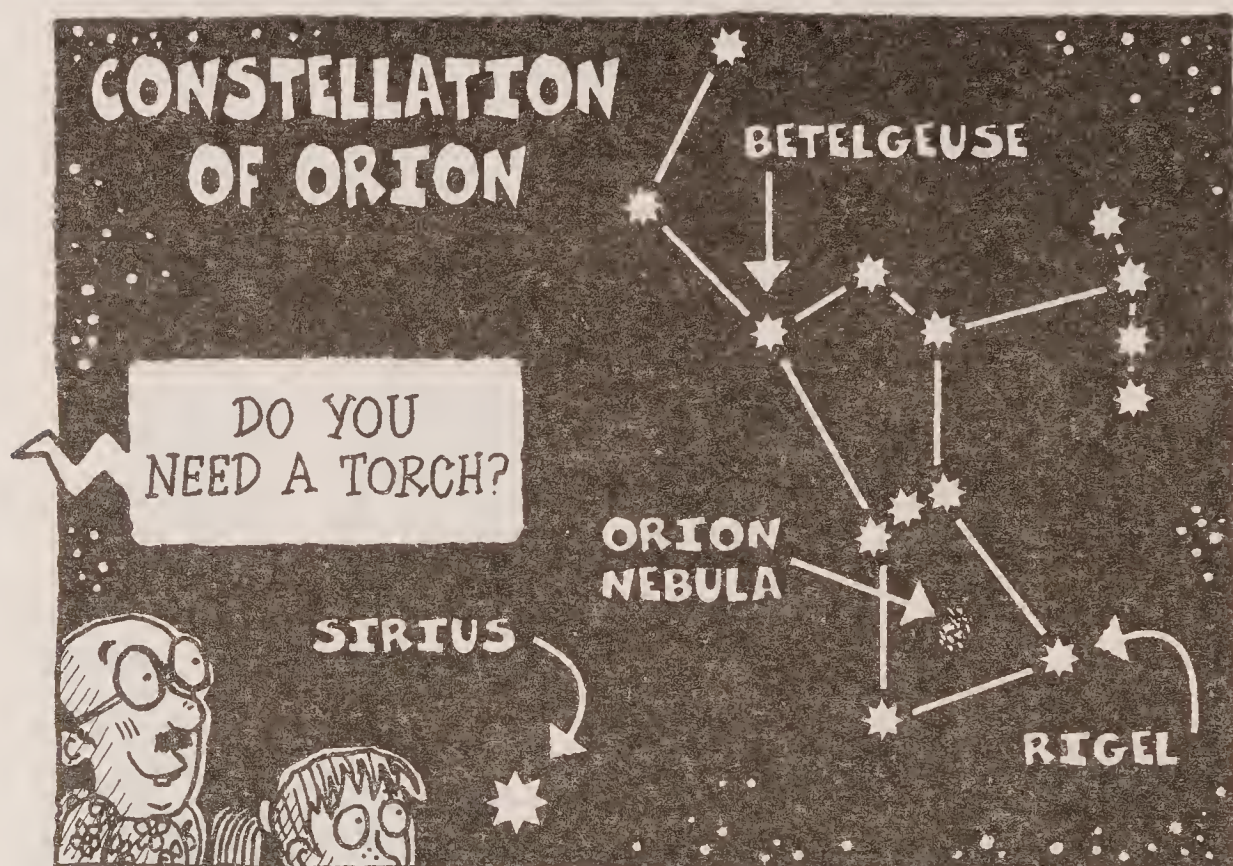 CONSTELLATION
OF ORION
BETELGEUSE
DO YOU
NEED A TORCH?
ORION
NEBULA
SIRIUS
RIGEL